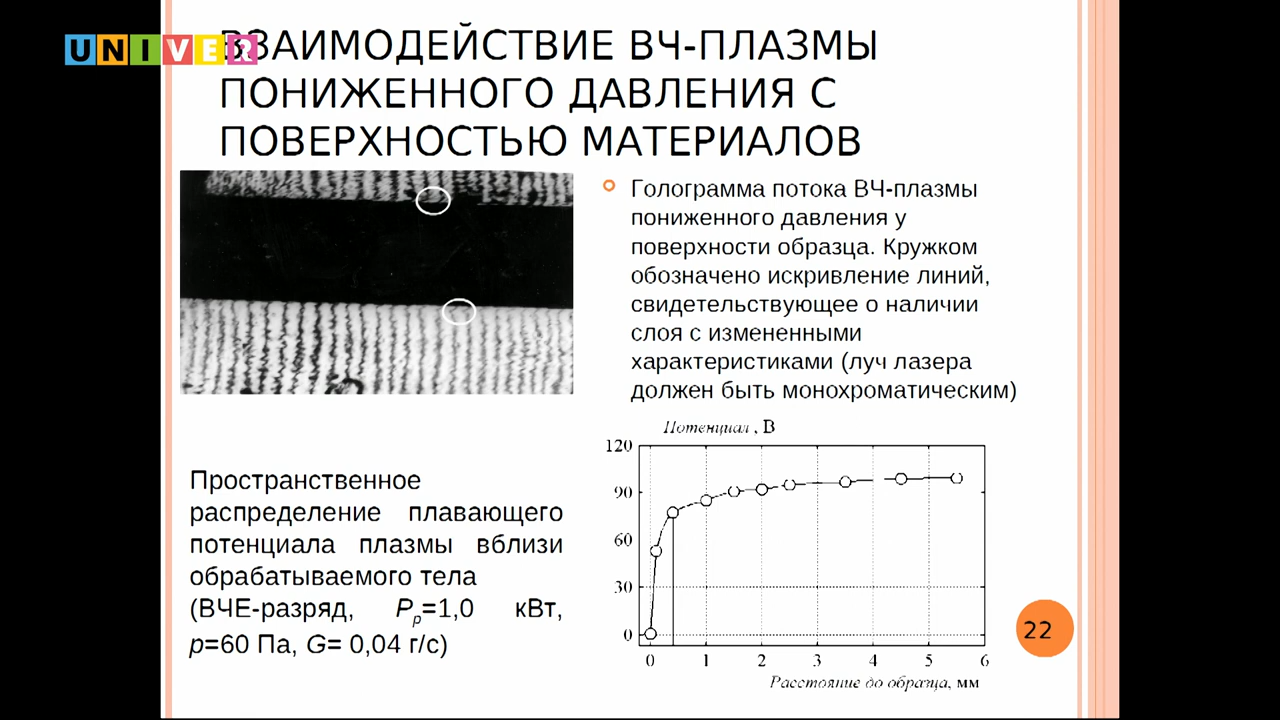 UNIVER
ВЗАИМОДЕЙСТВИЕ ВЧ-ПЛАЗМЫ
ПОНИЖЕННОГО ДАВЛЕНИЯ С
ПОВЕРХНОСТЬЮ МАТЕРИАЛОВ
Голограмма потока ВЧ-плазмы
пониженного давления у
поверхности образца. Кружком
обозначено искривление линий,
свидетельствующее о наличии
слоя с измененными
характеристиками (луч лазера
должен быть монохроматическим)
Пространственное
распределение плавающего
потенциала плазмы вблизи
обрабатываемого тела
(ВЧЕ-разряд, Pр=1,0 кВт,
p=60 Па, G= 0,04 г/с)
Потенциал , В
120
90
60
30
0
0 1 2 3 4 5 6
Расстояние до образца, мм
22